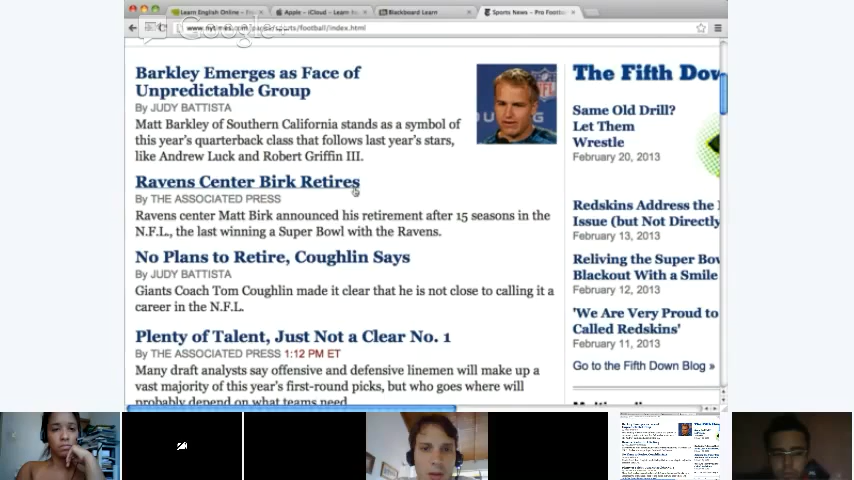 Learn English Online
Apple - iCloud - Learn
Blackboard Learn
Sports News - Pro Footba
www.nytimes.com/pages/sports/football/index.html
Google
Barkley Emerges as Face of
Unpredictable Group
By JUDY BATTISTA
Matt Barkley of Southern California stands as a symbol of
this year's quarterback class that follows last year's stars,
like Andrew Luck and Robert Griffin III.
Ravens Center Birk Retires
By THE ASSOCIATED PRESS
Ravens center Matt Birk announced his retirement after 15 seasons in the
N.F.L., the last winning a Super Bowl with the Ravens.
No Plans to Retire, Coughlin Says
By JUDY BATTISTA
Giants Coach Tom Coughlin made it clear that he is not close to calling it a
career in the N.F.L.
Plenty of Talent, Just Not a Clear No. 1
By THE ASSOCIATED PRESS 1:12 PM ET
Many draft analysts say offensive and defensive linemen will make up a
vast majority of this year's first-round picks, but who goes where will
probably depend on what teams need
The Fifth Dow
Same Old Drill?
Let Them
Wrestle
February 20, 2013
Redskins Address the
Issue (but Not Directly
February 13, 2013
Reliving the Super Bow
Blackout With a Smile
February 12, 2013
'We Are Very Proud to
Called Redskins'
February 11, 2013
Go to the Fifth Down Blog »